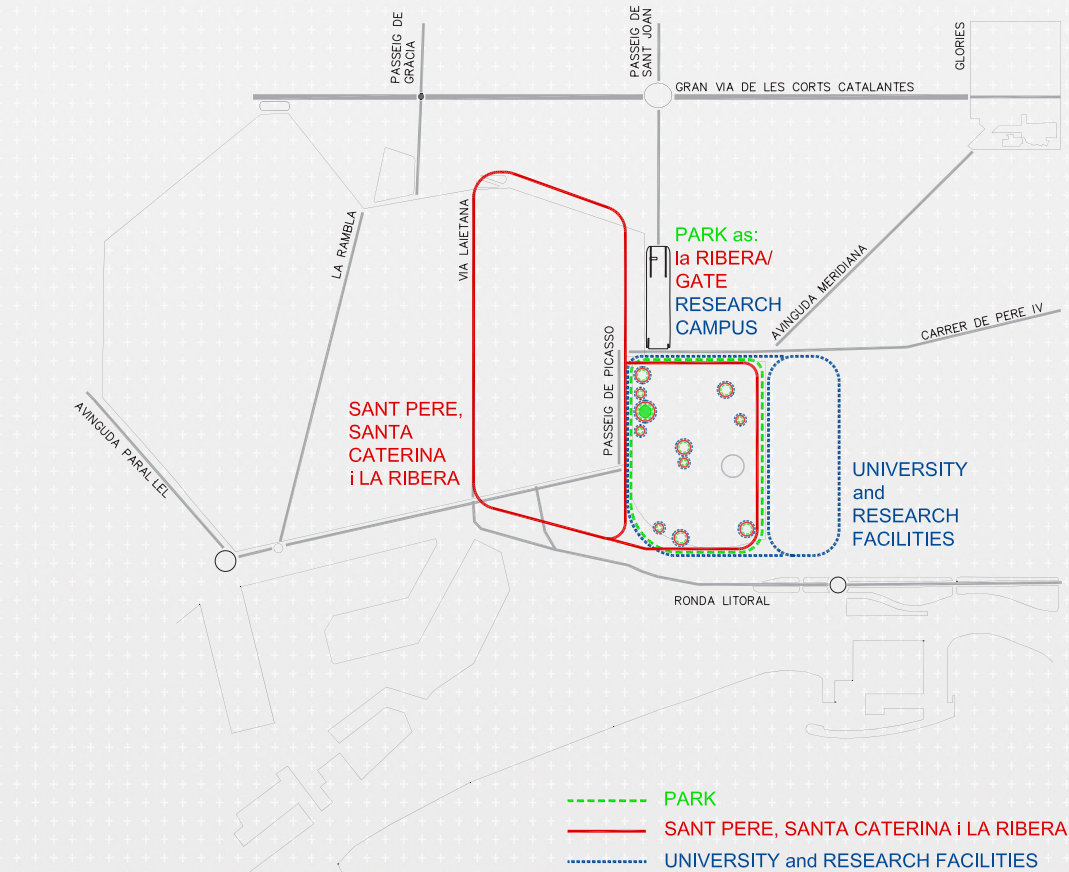 PASSEIG DE
GRÀCIA
PASSEIG DE
SANT JOAN
GLORIES
GRAN VIA DE LES CORTS CATALANTES
LA RAMBLA
VIA LAIETANA
PARK as:
la RIBERA/
GATE
RESEARCH
CAMPUS
AVINGUDA MERIDIANA
CARRER DE PERE IV
PASSEIG DE PICASSO
AVINGUDA PARAL LEL
SANT PERE,
SANTA
CATERINA
i LA RIBERA
UNIVERSITY
and
RESEARCH
FACILITIES
RONDA LITORAL
PARK
SANT PERE, SANTA CATERINA i LA RIBERA
UNIVERSITY and RESEARCH FACILITIES